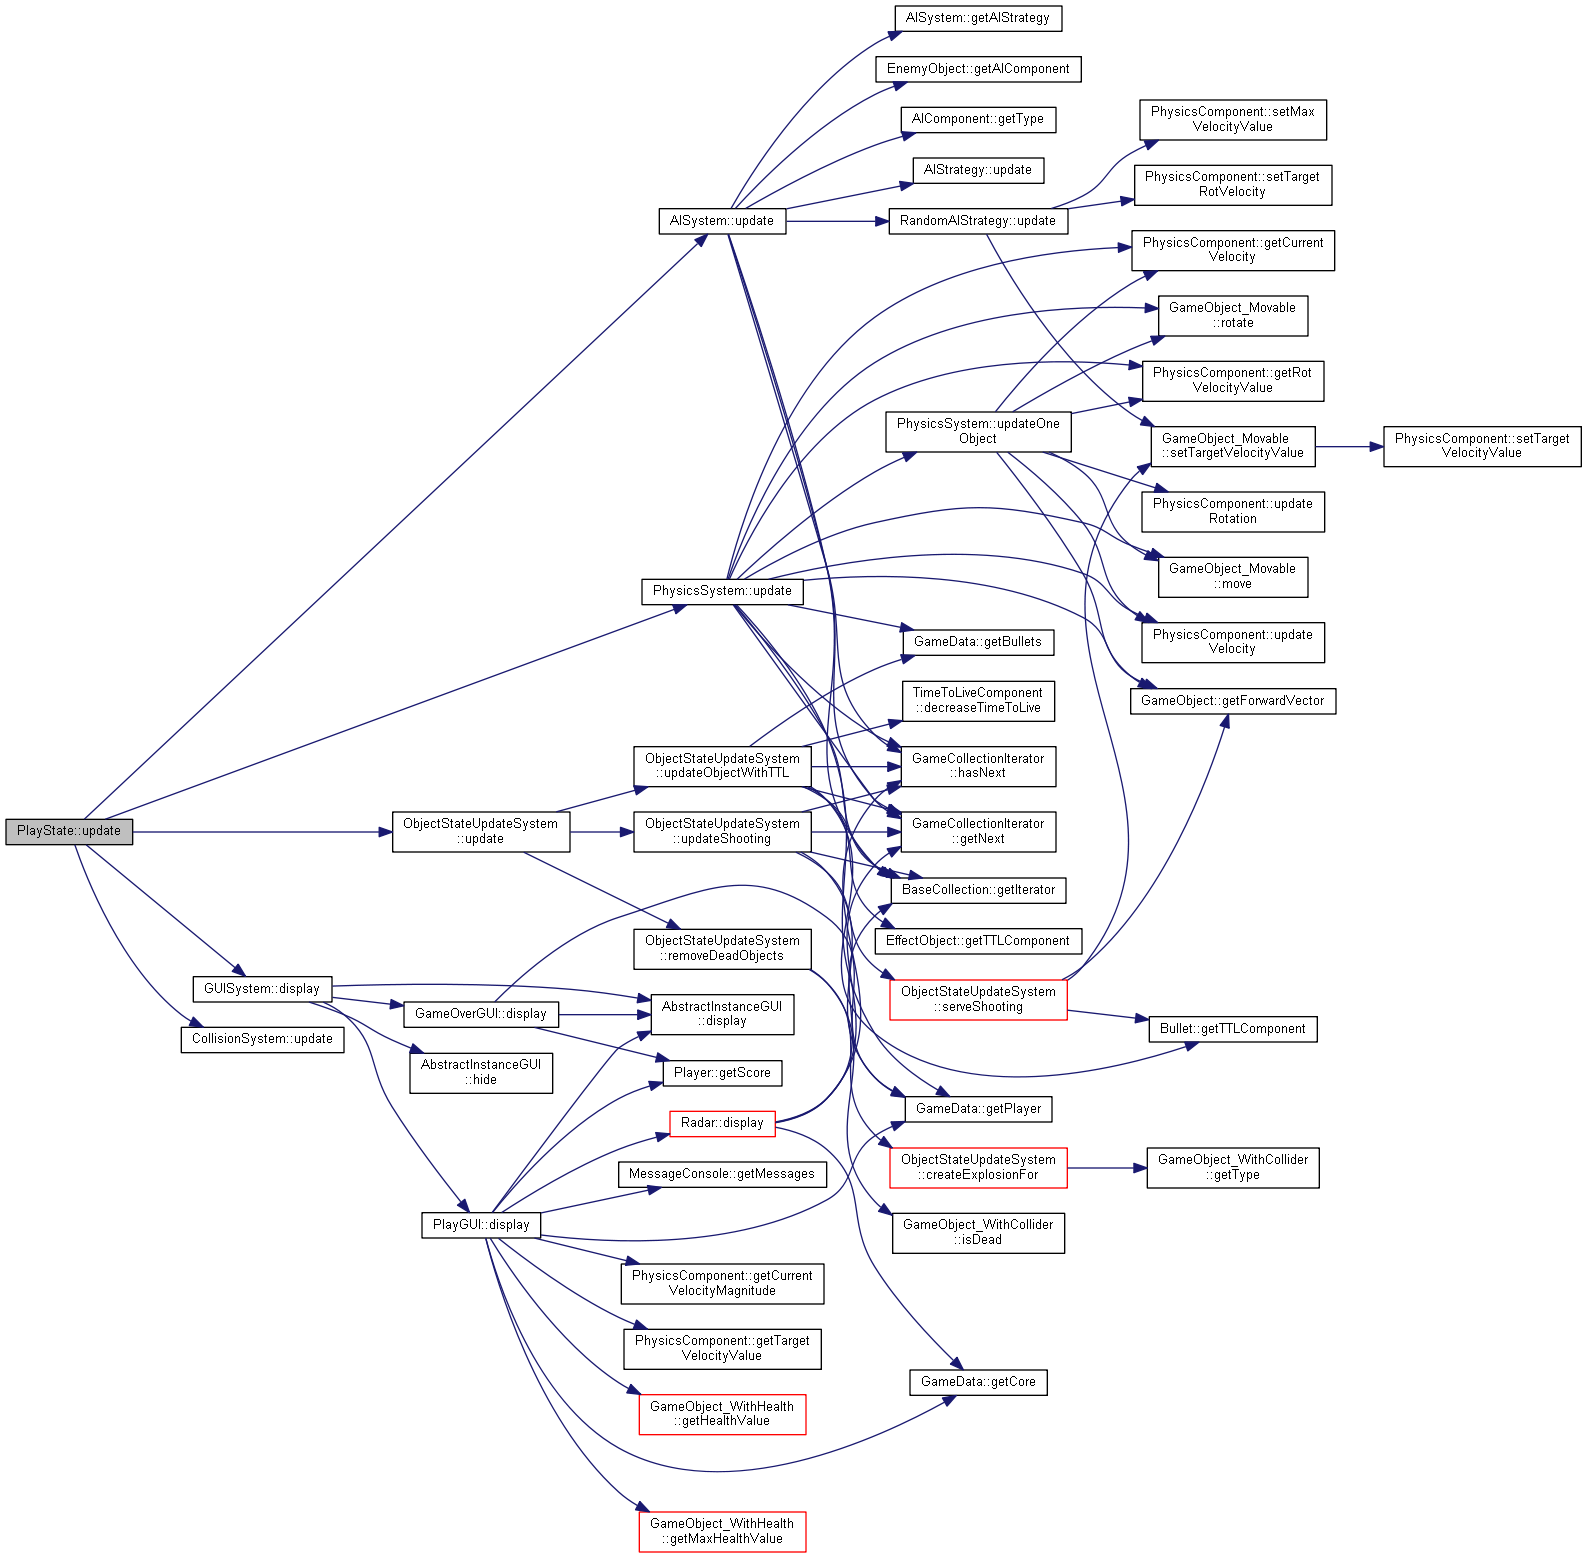 AISystem::getAIStrategy
EnemyObject::getAIComponent
AIComponent::getType
AIStrategy::update
AISystem::update
RandomAIStrategy::update
PhysicsComponent::setMax
VelocityValue
PhysicsComponent::setTarget
RotVelocity
PhysicsComponent::getCurrent
Velocity
GameObject_Movable
::rotate
PhysicsComponent::getRot
VelocityValue
PhysicsSystem::updateOne
Object
GameObject_Movable
::setTargetVelocityValue
PhysicsComponent::setTarget
VelocityValue
PhysicsComponent::update
Rotation
GameObject_Movable
::move
PhysicsSystem::update
PhysicsComponent::update
Velocity
GameData::getBullets
GameObject::getForwardVector
TimeToLiveComponent
::decreaseTimeToLive
ObjectStateUpdateSystem
::updateObjectWithTTL
GameCollectionIterator
::hasNext
PlayState::update
ObjectStateUpdateSystem
::update
ObjectStateUpdateSystem
::updateShooting
GameCollectionIterator
::getNext
BaseCollection::getIterator
ObjectStateUpdateSystem
::removeDeadObjects
EffectObject::getTTLComponent
GUISystem::display
GameOverGUI::display
AbstractInstanceGUI
::display
ObjectStateUpdateSystem
::serveShooting
Bullet::getTTLComponent
CollisionSystem::update
AbstractInstanceGUI
::hide
Player::getScore
GameData::getPlayer
Radar::display
MessageConsole::getMessages
ObjectStateUpdateSystem
::createExplosionFor
GameObject_WithCollider
::getType
PlayGUI::display
GameObject_WithCollider
::isDead
PhysicsComponent::getCurrent
VelocityMagnitude
PhysicsComponent::getTarget
VelocityValue
GameData::getCore
GameObject_WithHealth
::getHealthValue
GameObject_WithHealth
::getMaxHealthValue